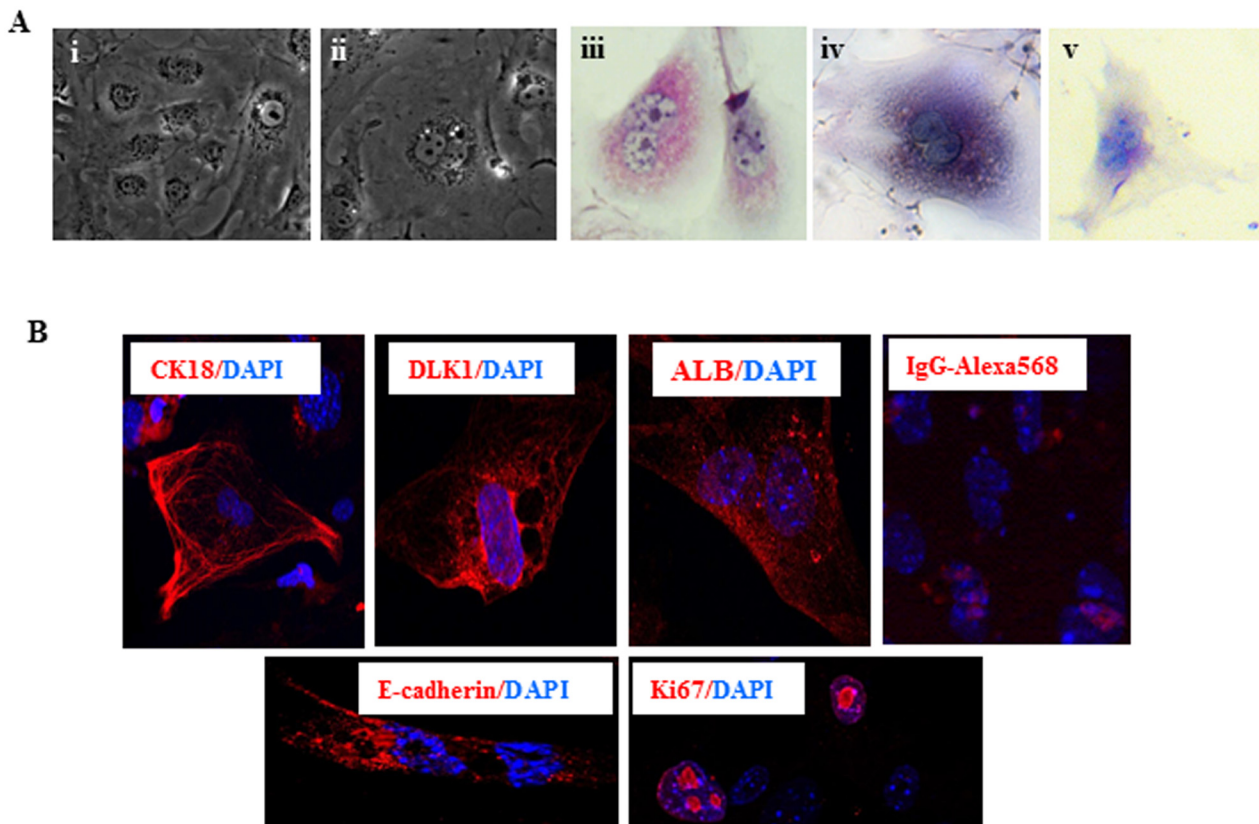 A
i
ii
iii
iv
v
B
CK18/DAPI
DLK1/DAPI
ALB/DAPI
IgG-Alexa568
E-cadherin/DAPI
Ki67/DAPI